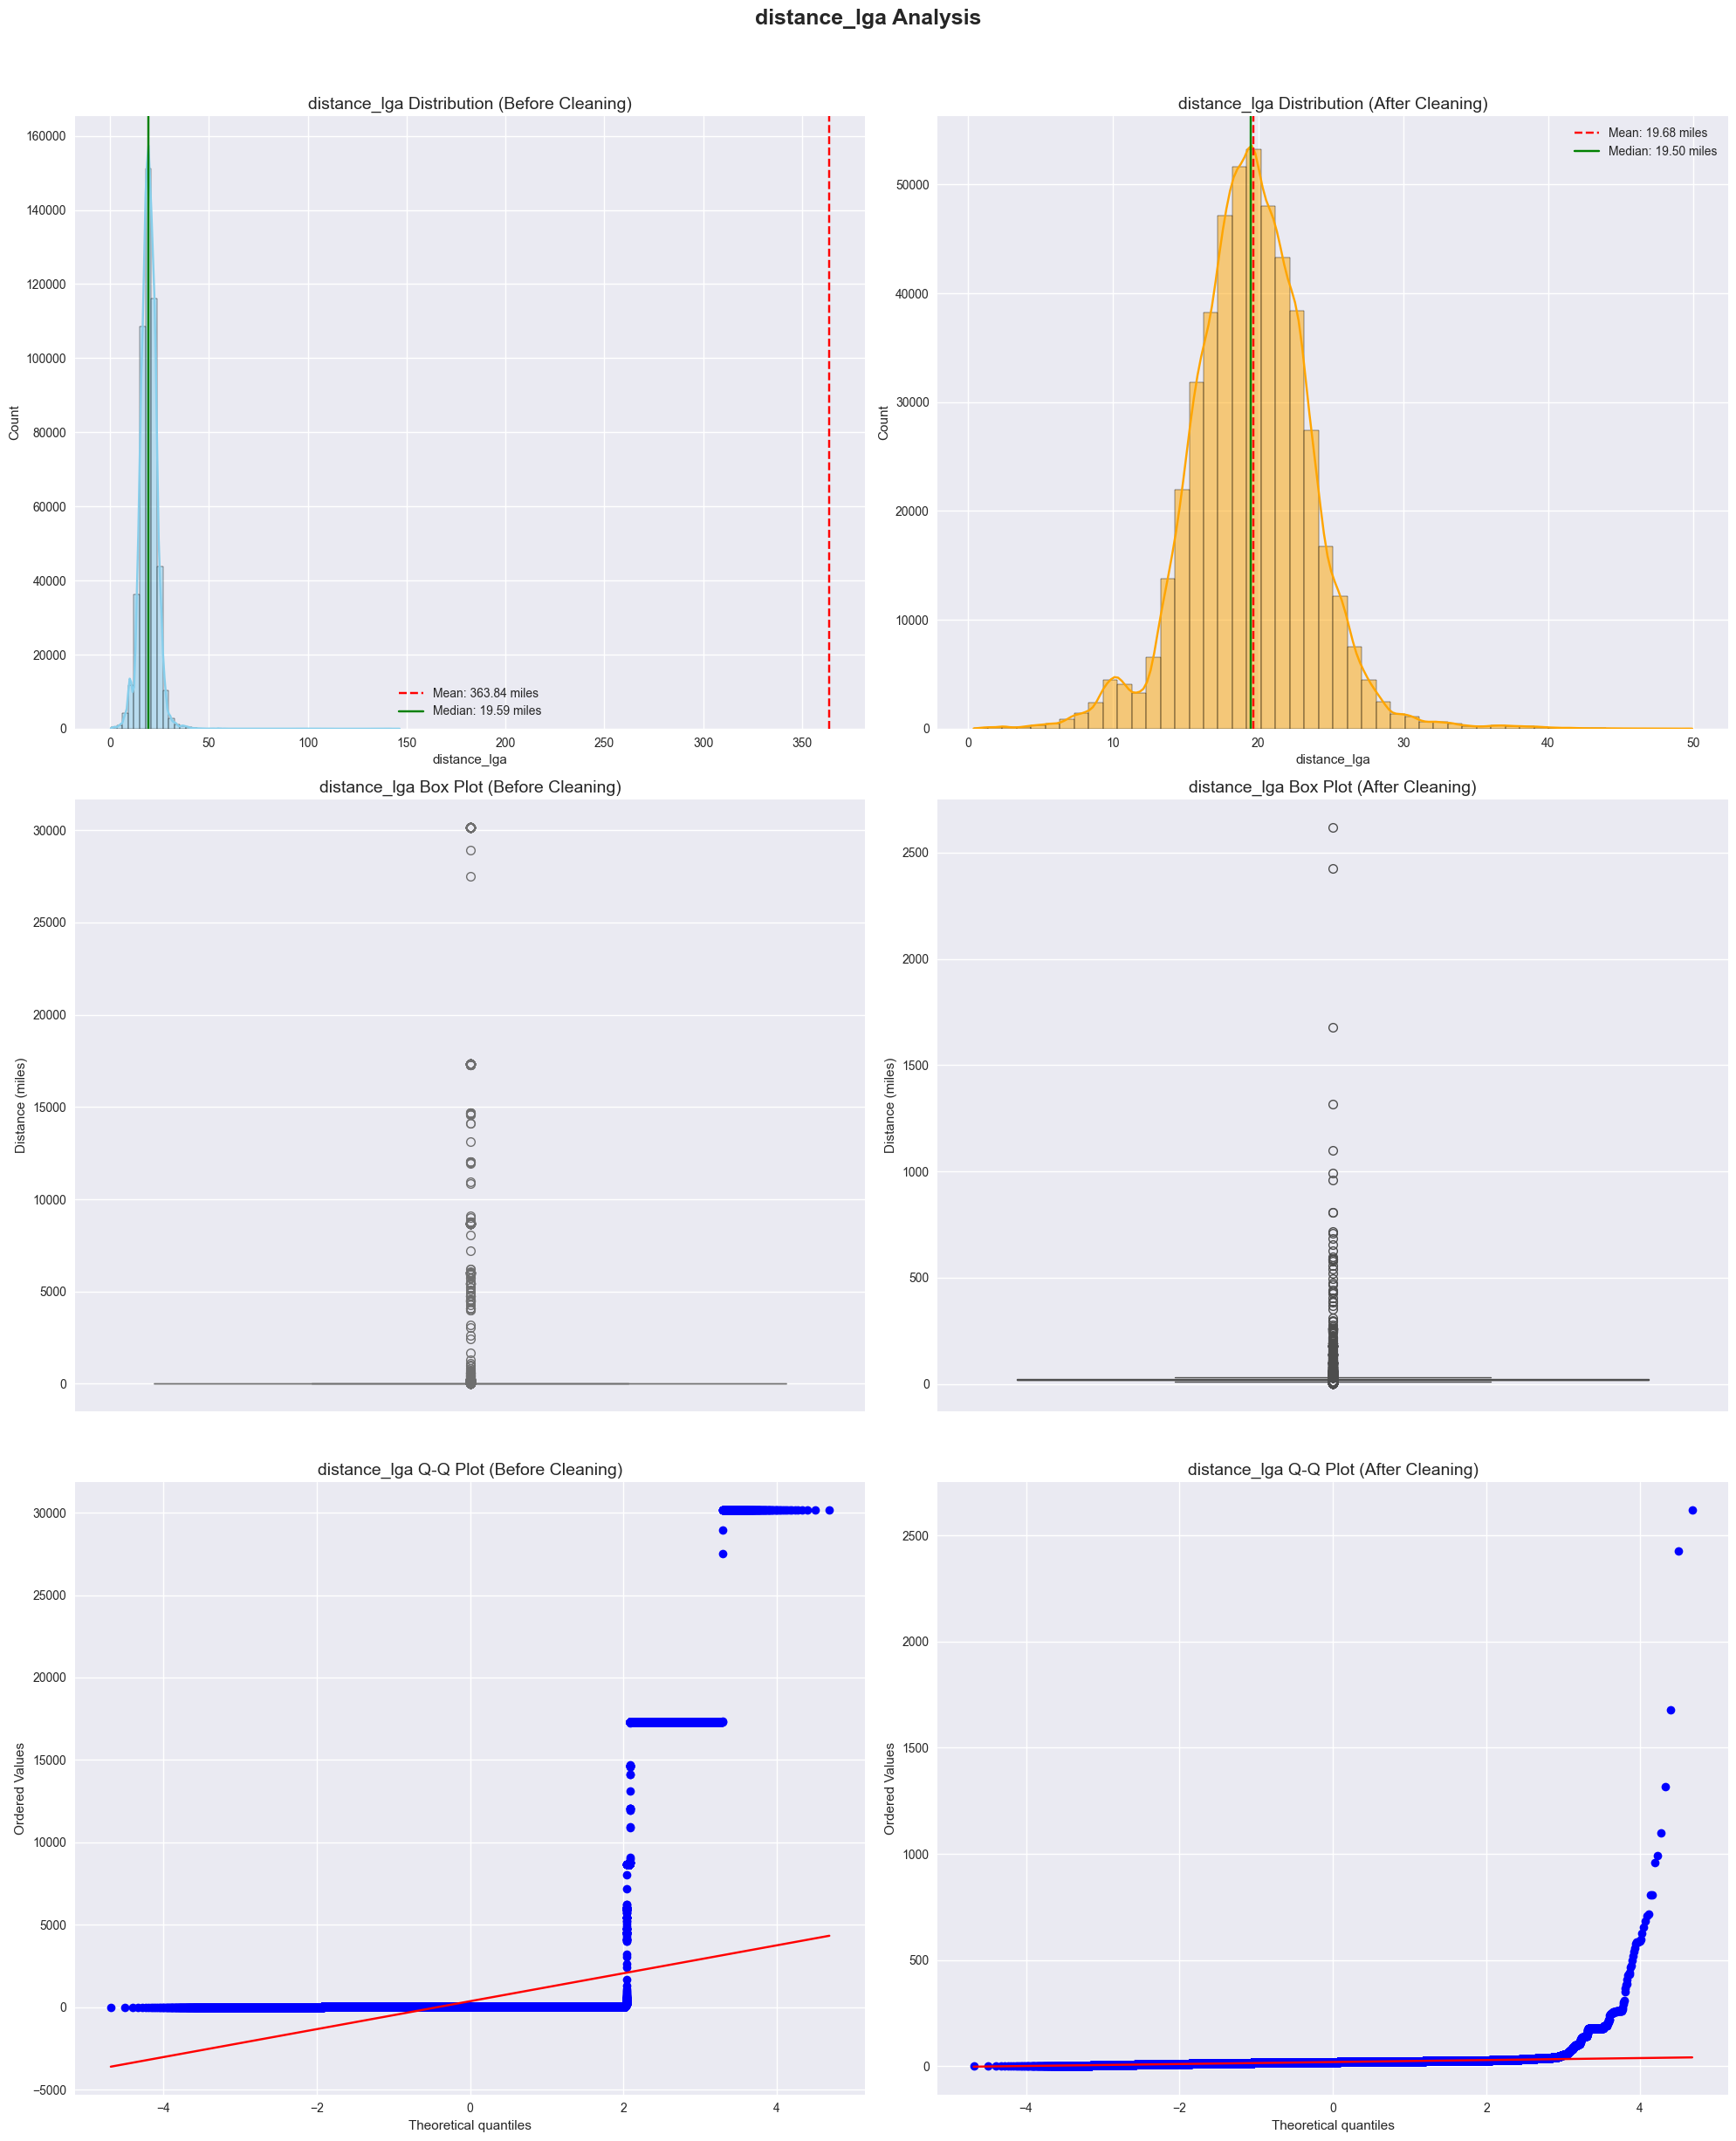 distance_lga Analysis
distance_lga Distribution (Before Cleaning)
160000
140000
120000
100000
80000
60000
40000
20000
0
Count
Mean: 363.84 miles
Median: 19.59 miles
0 50 100 150 200 250 300 350
distance_lga
distance_lga Distribution (After Cleaning)
Mean: 19.68 miles
Median: 19.50 miles
50000
40000
30000
20000
10000
0
Count
0 10 20 30 40 50
distance_lga
distance_lga Box Plot (Before Cleaning)
30000
25000
20000
15000
10000
5000
0
Distance (miles)
distance_lga Box Plot (After Cleaning)
2500
2000
1500
1000
500
0
Distance (miles)
distance_lga Q-Q Plot (Before Cleaning)
30000
25000
20000
15000
10000
5000
0
−5000
Ordered Values
−4 −2 0 2 4
Theoretical quantiles
distance_lga Q-Q Plot (After Cleaning)
2500
2000
1500
1000
500
0
Ordered Values
−4 −2 0 2 4
Theoretical quantiles